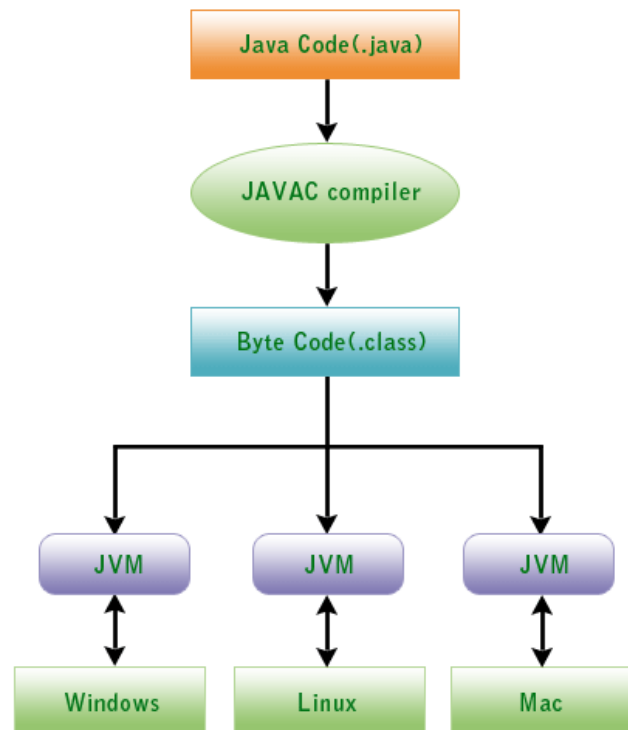 Java Code(.java)
JAVAC compiler
Byte Code(.class)
JVM
JVM
JVM
Windows
Linux
Mac